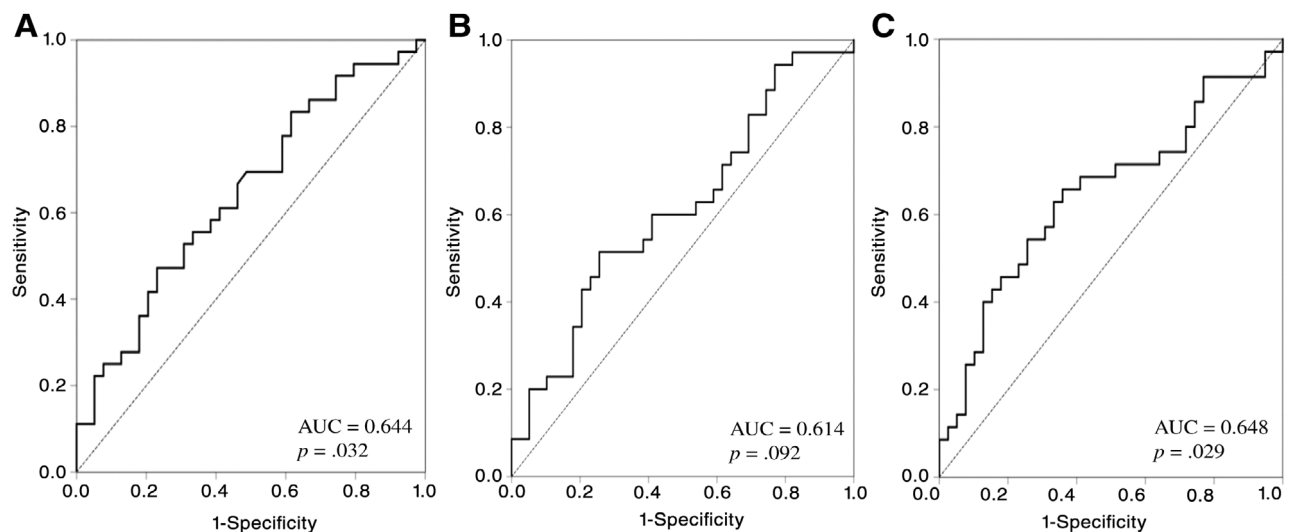 A
1.0
0.8
0.6
0.4
0.2
0.0
Sensitivity
0.0 0.2 0.4 0.6 0.8 1.0
1-Specificity
AUC = 0.644
p = .032
B
1.0
0.8
0.6
0.4
0.2
0.0
Sensitivity
0.0 0.2 0.4 0.6 0.8 1.0
1-Specificity
AUC = 0.614
p = .092
C
1.0
0.8
0.6
0.4
0.2
0.0
Sensitivity
0.0 0.2 0.4 0.6 0.8 1.0
1-Specificity
AUC = 0.648
p = .029